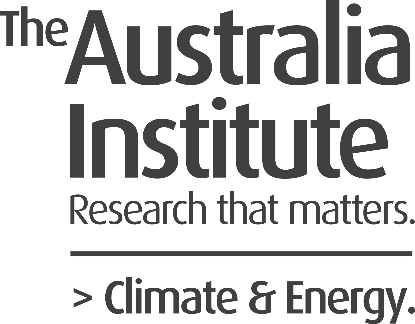 The Australia
Institute
Research that matters.
> Climate & Energy.